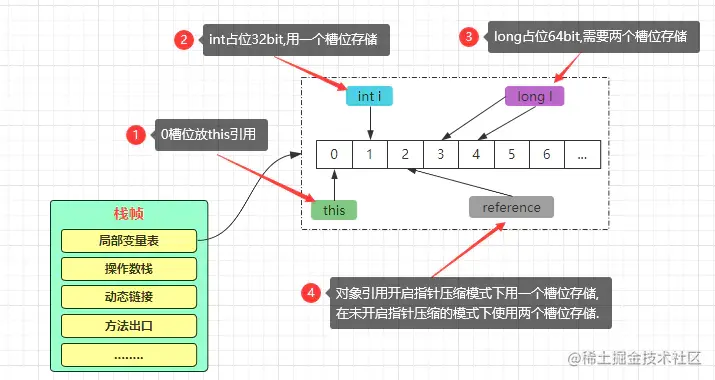 2 int占位32bit,用一个槽位存储
3 long占位64bit,需要两个槽位存储
int i
long l
1 0槽位放this引用
0 1 2 3 4 5 6 ...
this
reference
栈帧
局部变量表
操作数栈
动态链接
方法出口
........
4 对象引用开启指针压缩模式下用一个槽位存储,
在未开启指针压缩的模式下使用两个槽位存储.
@稀土掘金技术社区